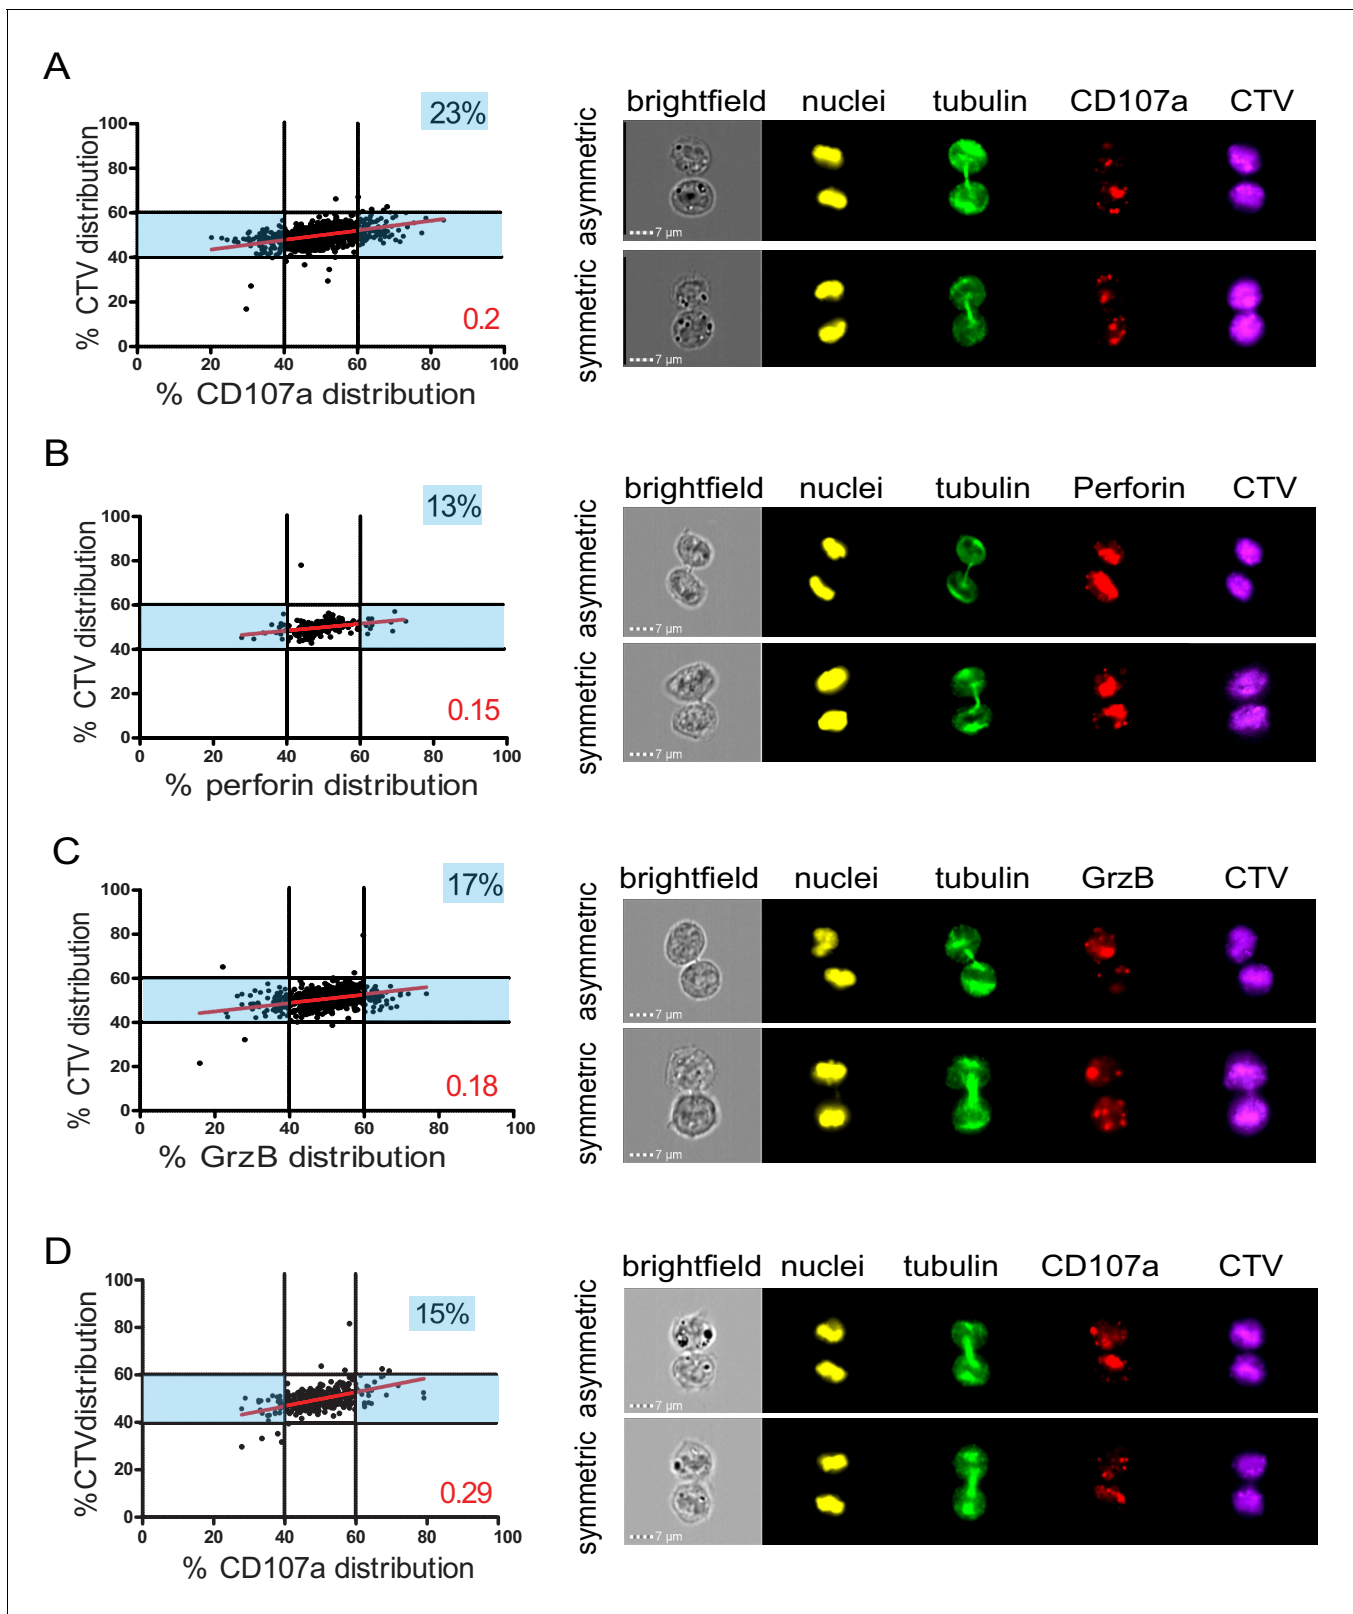 A
23%
100
80
60
40
20
0
0 20 40 60 80 100
% CTV distribution
% CD107a distribution
0.2
brightfield nuclei tubulin CD107a CTV
asymmetric
7 µm
symmetric
7 µm
B
13%
100
80
60
40
20
0
0 20 40 60 80 100
% CTV distribution
% perforin distribution
0.15
brightfield nuclei tubulin Perforin CTV
asymmetric
7 µm
symmetric
7 µm
C
17%
100
80
60
40
20
0
0 20 40 60 80 100
% CTV distribution
% GrzB distribution
0.18
brightfield nuclei tubulin GrzB CTV
asymmetric
7 µm
symmetric
7 µm
D
15%
100
80
60
40
20
0
0 20 40 60 80 100
%CTVdistribution
% CD107a distribution
0.29
brightfield nuclei tubulin CD107a CTV
asymmetric
7 µm
symmetric
7 µm